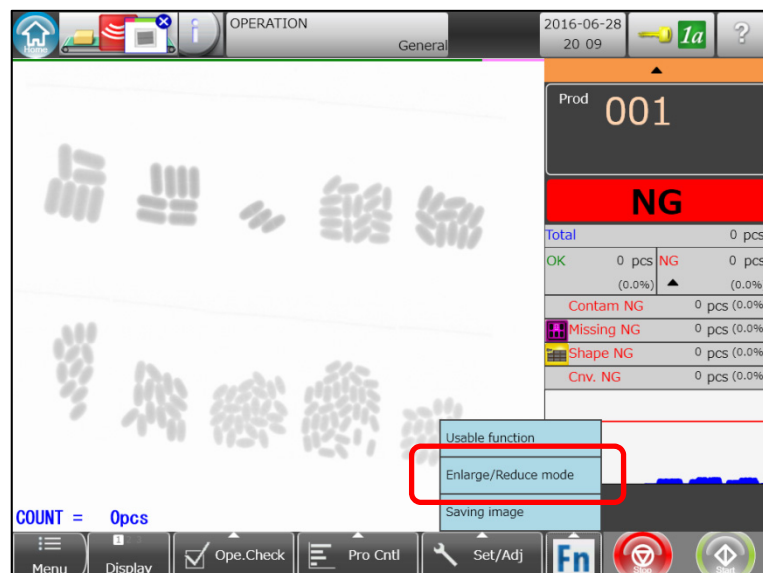 OPERATION
General
2016-06-28
20 09
1a
?
i
Home
Prod
001
NG
Total 0 pcs
OK 0 pcs NG 0 pcs
(0.0%) (0.0%
Contam NG 0 pcs (0.0%
Missing NG 0 pcs (0.0%
Shape NG 0 pcs (0.0%
Cnv. NG 0 pcs (0.0%
Usable function
Enlarge/Reduce mode
Saving image
COUNT = 0pcs
Menu
1 2 3
Display
Ope.Check
Pro Cntl
Set/Adj
Fn
Stop
Start